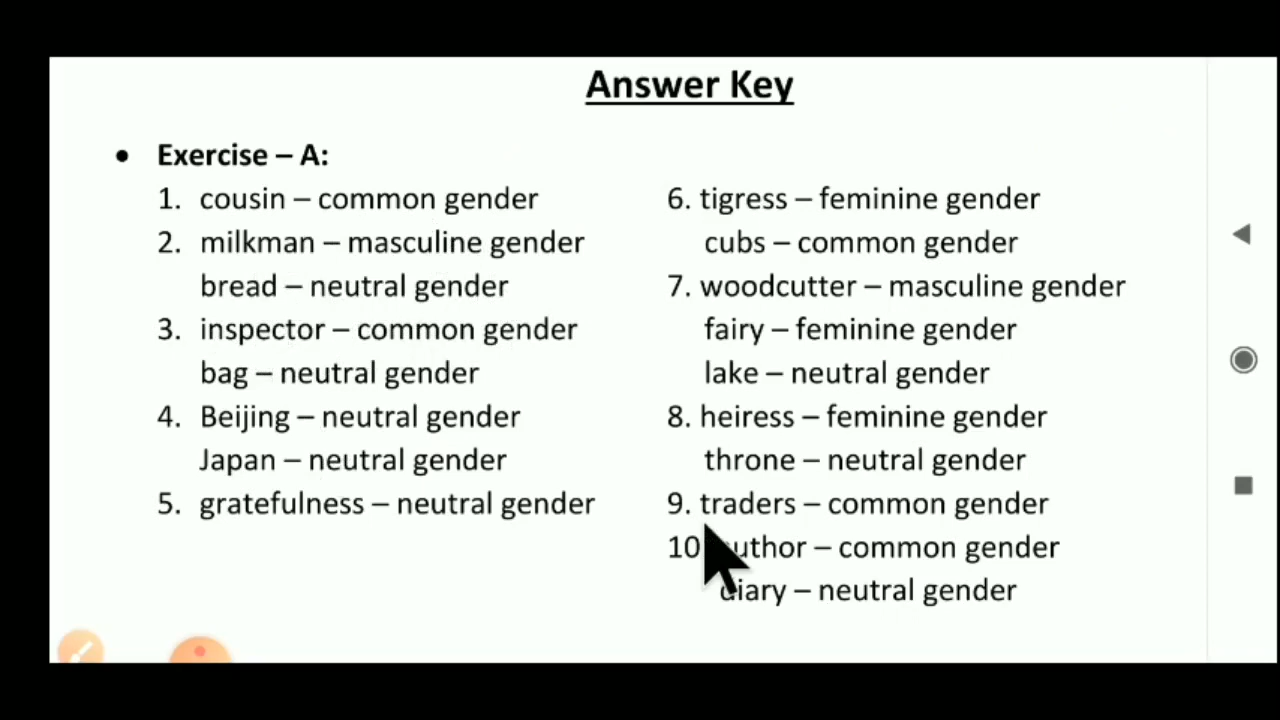 Answer Key
• Exercise – A:
1. cousin – common gender
2. milkman – masculine gender
bread – neutral gender
3. inspector – common gender
bag – neutral gender
4. Beijing – neutral gender
Japan – neutral gender
5. gratefulness – neutral gender
6. tigress – feminine gender
cubs – common gender
7. woodcutter – masculine gender
fairy – feminine gender
lake – neutral gender
8. heiress – feminine gender
throne – neutral gender
9. traders – common gender
10. author – common gender
diary – neutral gender